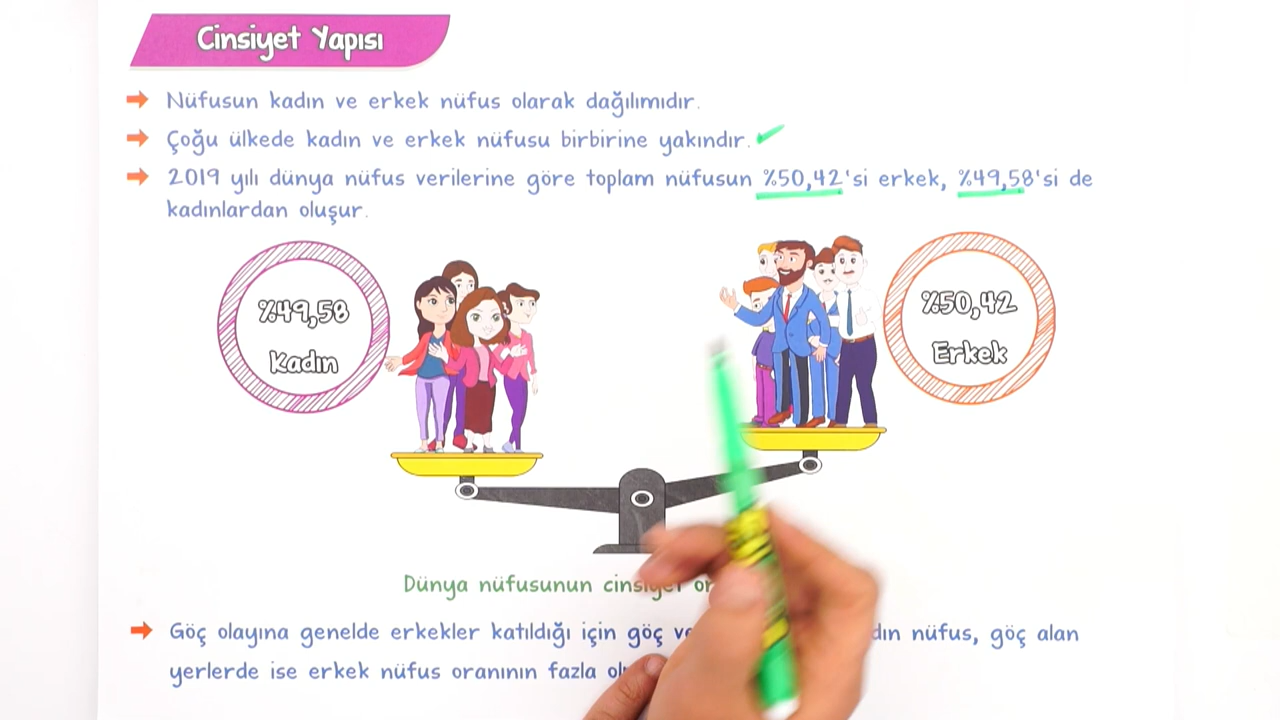 Cinsiyet Yapısı
Nüfusun kadın ve erkek nüfus olarak dağılımıdır.
Çoğu ülkede kadın ve erkek nüfusu birbirine yakındır.
2019 yılı dünya nüfus verilerine göre toplam nüfusun %50,42'si erkek, %49,58'si de
kadınlardan oluşur.
%49,58
Kadın
%50,42
Erkek
Dünya nüfusunun cinsiyet
Göç olayına genelde erkekler katıldığı için göç nüfus, göç alan
yerlerde ise erkek nüfus oranının fazla